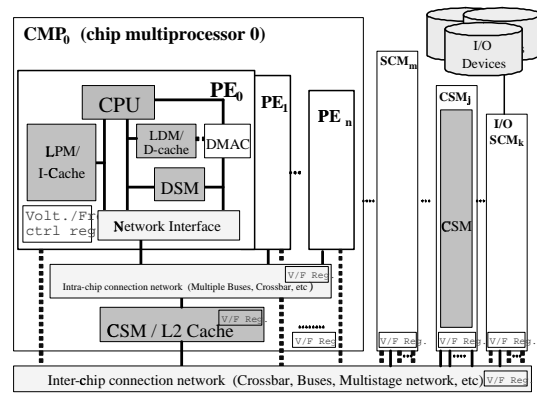 CMP0 (chip multiprocessor 0)
I/O
Devices
SCMm
CSMj
I/O
SCMk
PE0
PE1
PE n
CPU
LPM/
I-Cache
LDM/
D-cache
DMAC
DSM
Volt./Fr
ctrl reg
Network Interface
CSM
Intra-chip connection network (Multiple Buses, Crossbar, etc)
V/F Reg.
CSM / L2 Cache
V/F Reg.
V/F Reg.
V/F Reg.
V/F Reg.
V/F Reg.
Inter-chip connection network (Crossbar, Buses, Multistage network, etc)
V/F Reg.